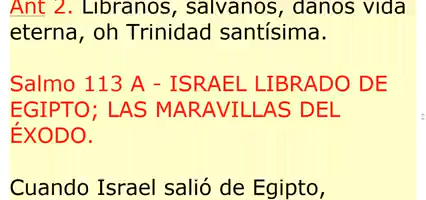 Ant 2. Líbranos, sálvanos, danos vida
eterna, oh Trinidad santísima.
Salmo 113 A - ISRAEL LIBRADO DE
EGIPTO; LAS MARAVILLAS DEL
ÉXODO.
Cuando Israel salió de Egipto,